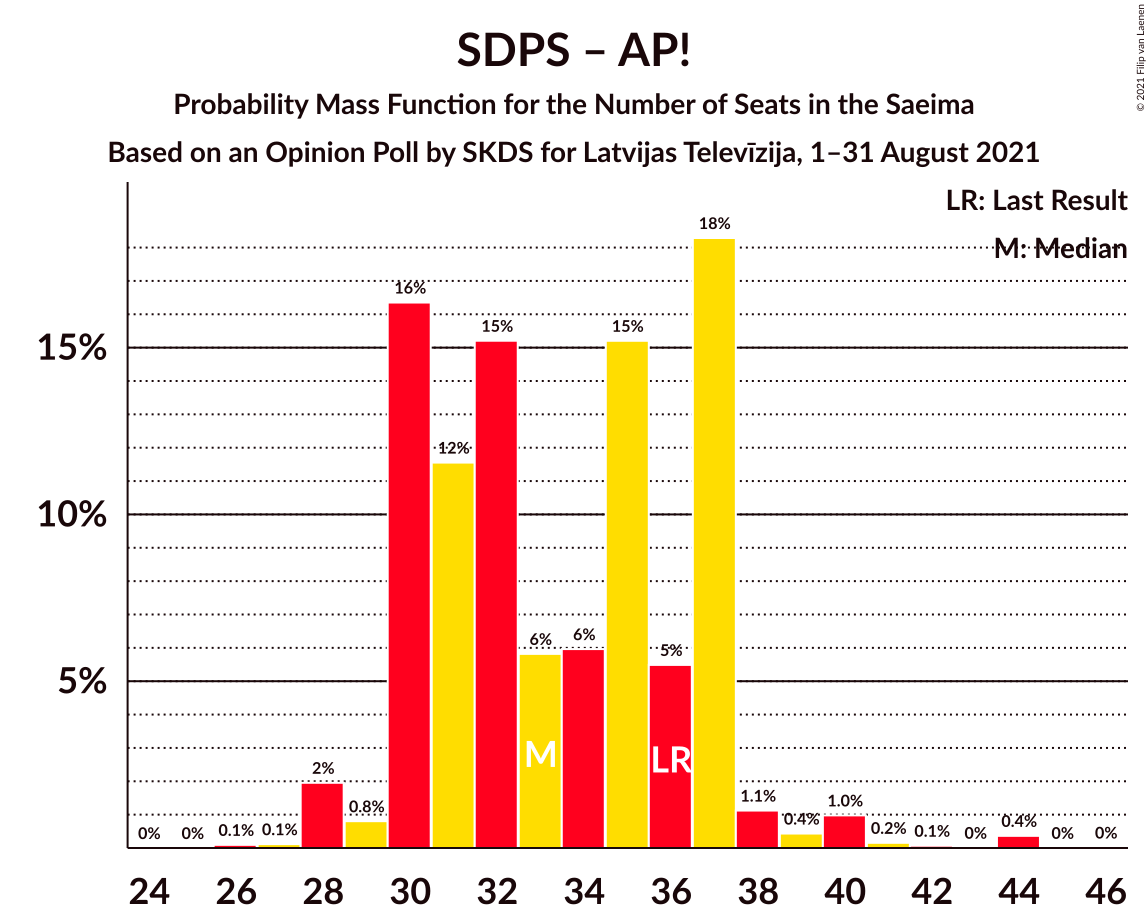 SDPS – AP!
Probability Mass Function for the Number of Seats in the Saeima
Based on an Opinion Poll by SKDS for Latvijas Televīzija, 1–31 August 2021
© 2021 Filip van Laenen
LR: Last Result
M: Median
15%
10%
5%
0% 0% 0.1% 0.1% 2% 0.8% 16% 12% 15% 6% 6% 15% 5% 18% 1.1% 0.4% 1.0% 0.2% 0.1% 0% 0.4% 0% 0%
M LR
24 26 28 30 32 34 36 38 40 42 44 46